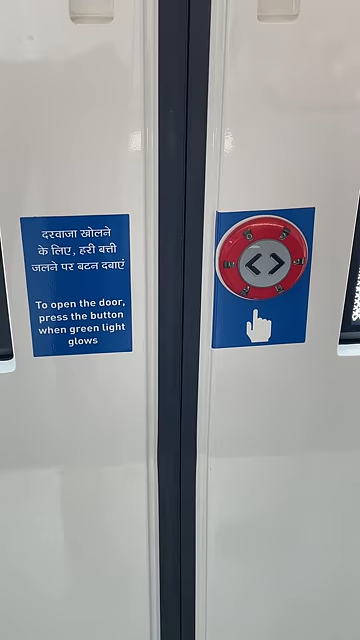 दरवाजा खोलने
के लिए, हरी बत्ती
जलने पर बटन दबाएं
To open the door,
press the button
when green light
glows